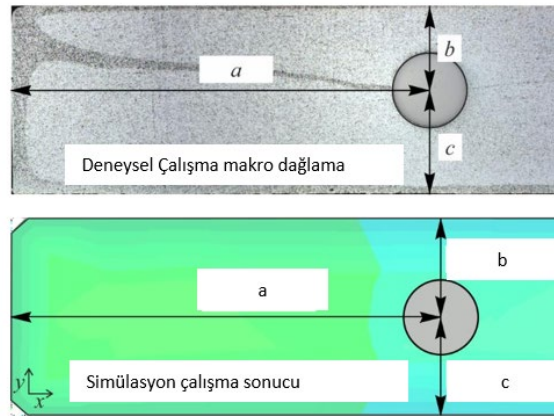 b
a
c
Deneysel Çalışma makro dağlama
b
a
c
Simülasyon çalışma sonucu
y
x